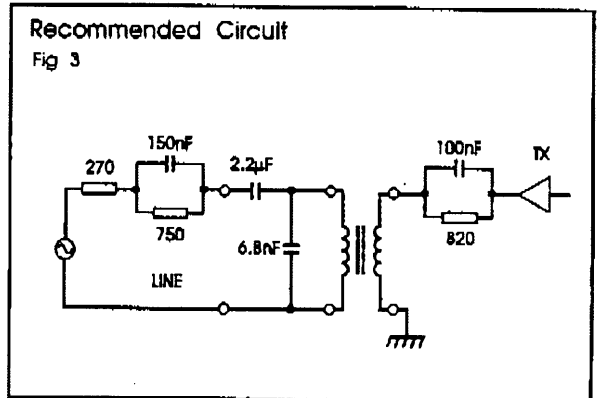 Recommended Circuit
Fig 3
150nF
270
2.2µF
100nF
TX
750
6.8nF
820
LINE